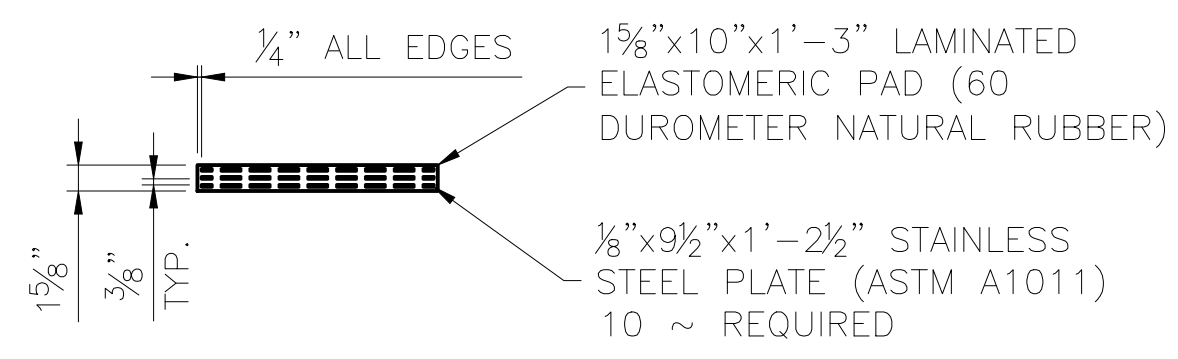 ¼" ALL EDGES
1⅝"x10"x1'-3" LAMINATED
ELASTOMERIC PAD (60
DUROMETER NATURAL RUBBER)
⅛"x9½"x1'-2½" STAINLESS
STEEL PLATE (ASTM A1011)
10 ~ REQUIRED
1⅝"
⅜"
TYP.